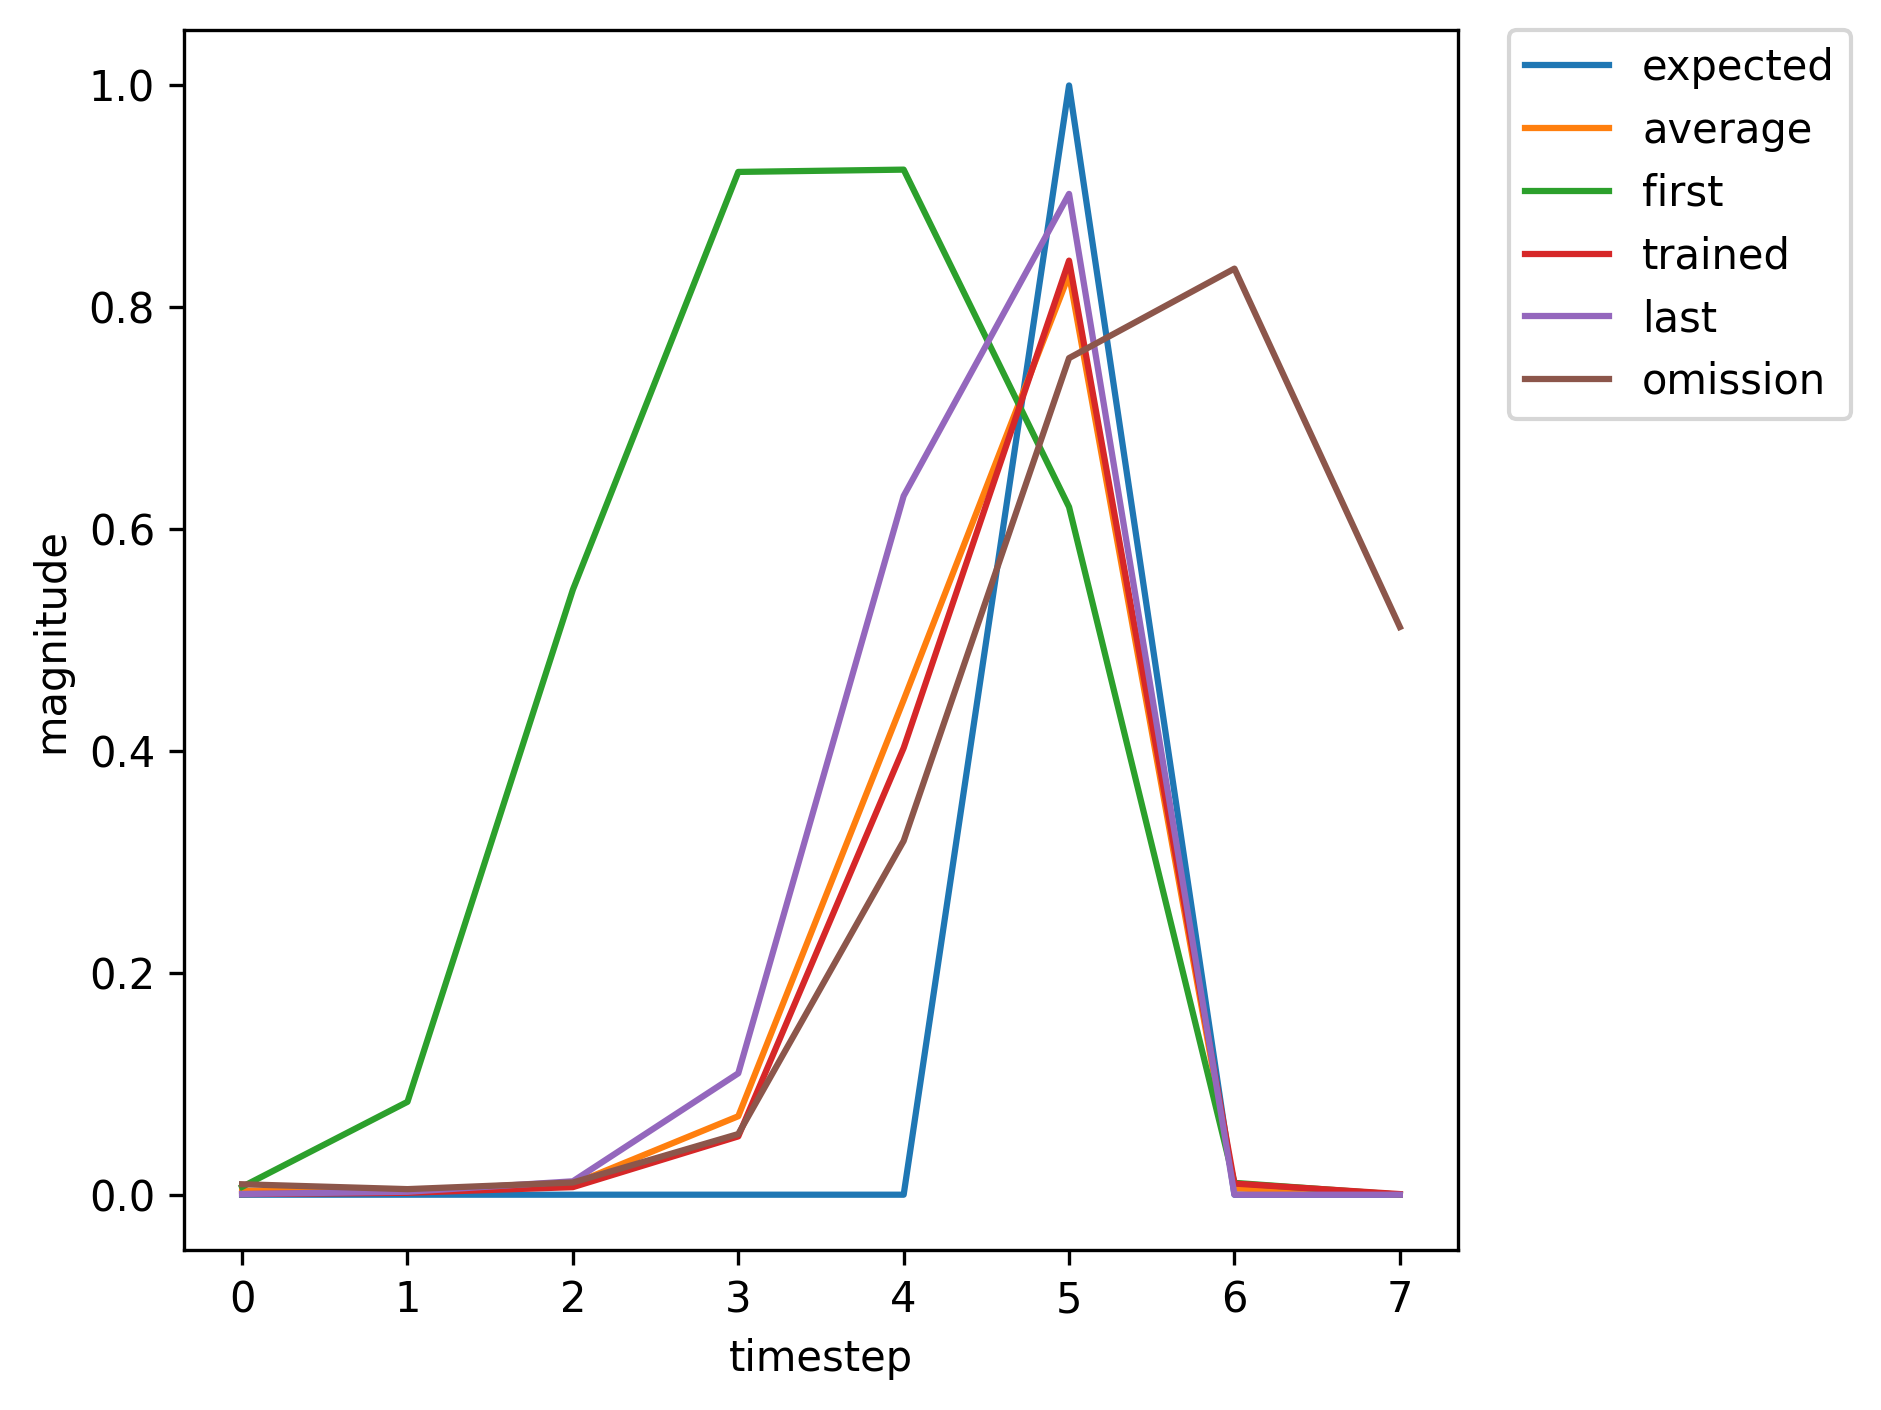 1.0
0.8
0.6
0.4
0.2
0.0
magnitude
0 1 2 3 4 5 6 7
timestep
expected
average
first
trained
last
omission